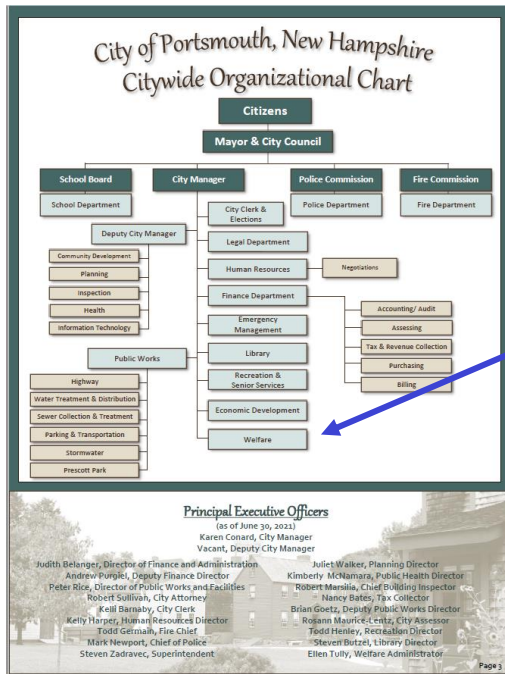 City of Portsmouth, New Hampshire
Citywide Organizational Chart
Citizens
Mayor & City Council
School Board
City Manager
Police Commission
Fire Commission
School Department
City Clerk &
Elections
Police Department
Fire Department
Deputy City Manager
Legal Department
Community Development
Planning
Inspection
Health
Information Technology
Human Resources
Negotiations
Finance Department
Accounting/ Audit
Assessing
Tax & Revenue Collection
Purchasing
Billing
Emergency
Management
Public Works
Library
Highway
Water Treatment & Distribution
Sewer Collection & Treatment
Parking & Transportation
Stormwater
Prescott Park
Recreation &
Senior Services
Economic Development
Welfare
Principal Executive Officers
(as of June 30, 2021)
Karen Conard, City Manager
Vacant, Deputy City Manager
Judith Belanger, Director of Finance and Administration
Andrew Purgiel, Deputy Finance Director
Peter Rice, Director of Public Works and Facilities
Robert Sullivan, City Attorney
Kelli Barnaby, City Clerk
Kelly Harper, Human Resources Director
Todd Germain, Fire Chief
Mark Newport, Chief of Police
Steven Zadravec, Superintendent
Juliet Walker, Planning Director
Kimberly McNamara, Public Health Director
Robert Marsilia, Chief Building Inspector
Nancy Bates, Tax Collector
Brian Goetz, Deputy Public Works Director
Rosann Maurice-Lentz, City Assessor
Todd Henley, Recreation Director
Steven Butzel, Library Director
Ellen Tully, Welfare Administrator
Page 3